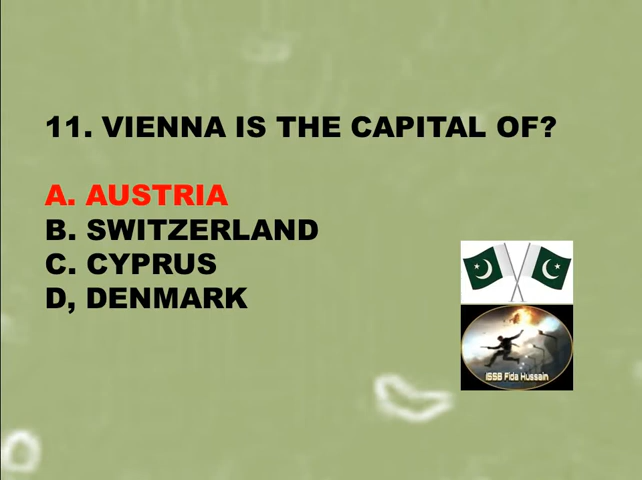 11. VIENNA IS THE CAPITAL OF?
A. AUSTRIA
B. SWITZERLAND
C. CYPRUS
D, DENMARK
ISSB Fida Hussain